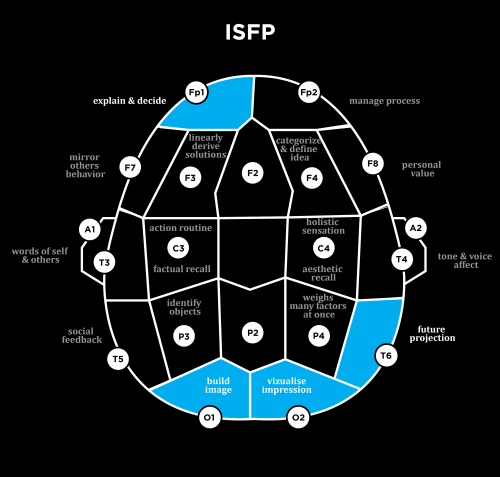 ISFP
Fp1
Fp2
explain & decide
manage process
linearly
derive
solutions
categorize
& define
idea
mirror
others
behavior
F7
F3
F2
F4
F8
personal
value
A1
action routine
holistic
sensation
A2
words of self
& others
T3
C3
C4
T4
tone & voice
affect
factual recall
aesthetic
recall
identify
objects
weighs
many factors
at once
social
feedback
P3
P2
P4
future
projection
T5
T6
build
image
vizualise
impression
O1
O2